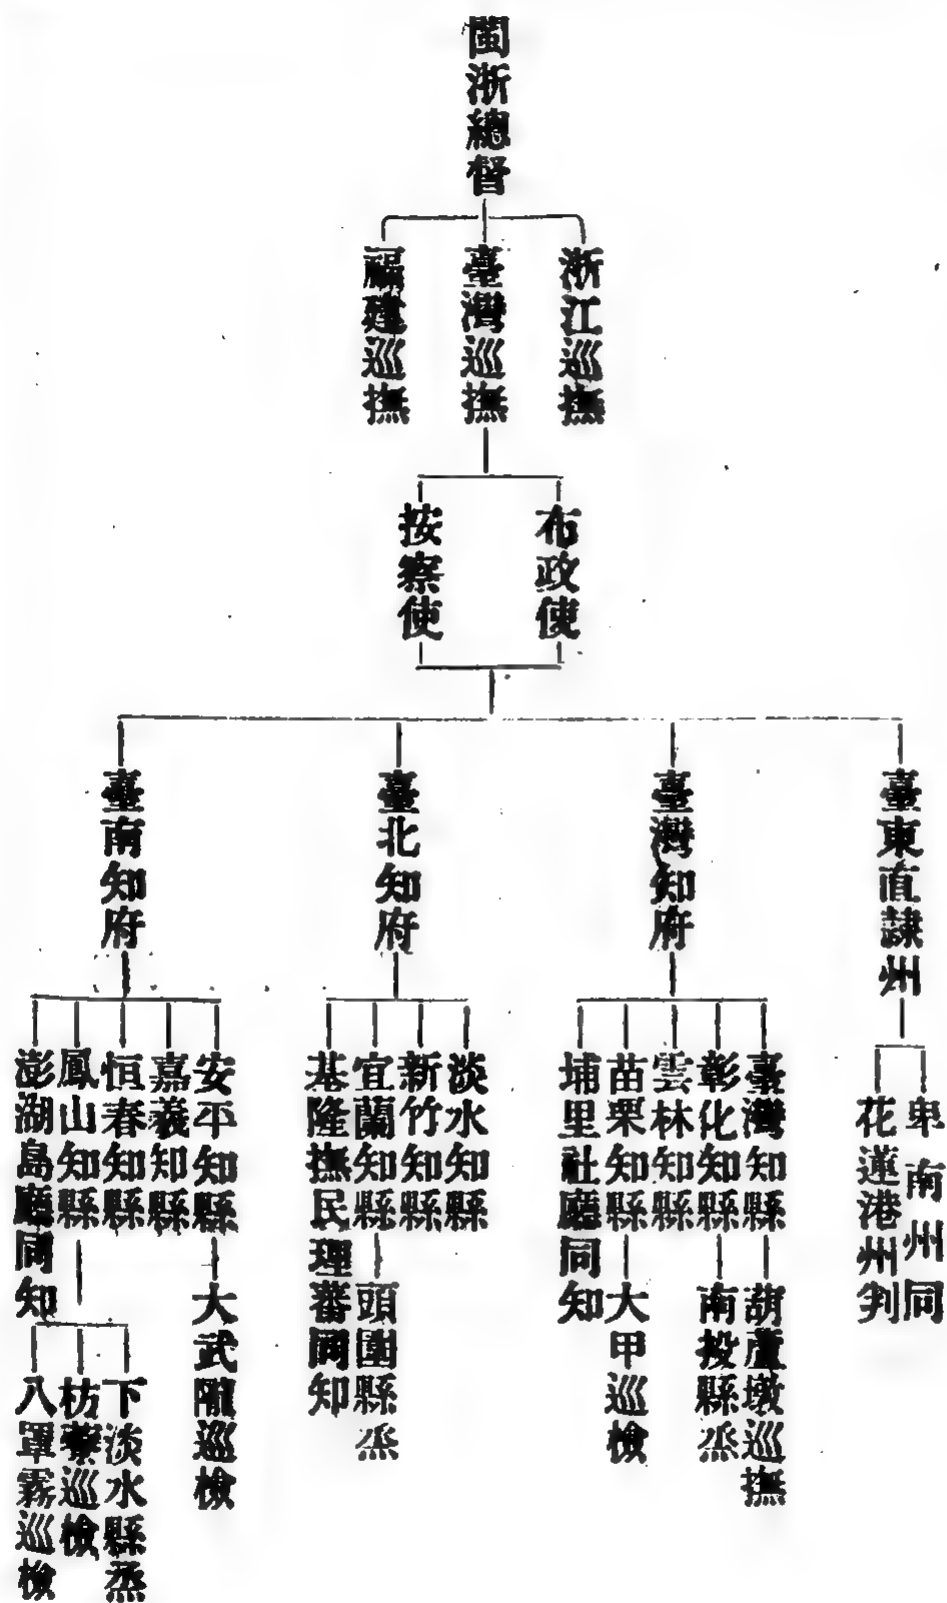 閩浙總督
浙江巡撫
臺灣巡撫
福建巡撫
布政使
按察使
臺東直隷州
臺灣知府
臺北知府
臺南知府
卑南州同
花蓮港州判
臺灣知縣
彰化知縣
雲林知縣
苗栗知縣
埔里社廳同知
淡水知縣
新竹知縣
宜蘭知縣
基隆撫民理番同知
安平知縣
嘉義知縣
恒春知縣
鳳山知縣
澎湖島廳同知
葫蘆墩巡撫
南投縣烝
大甲巡檢
頭圍縣烝
大武隴巡檢
下淡水縣烝
枋藔巡檢
八罩霧巡檢